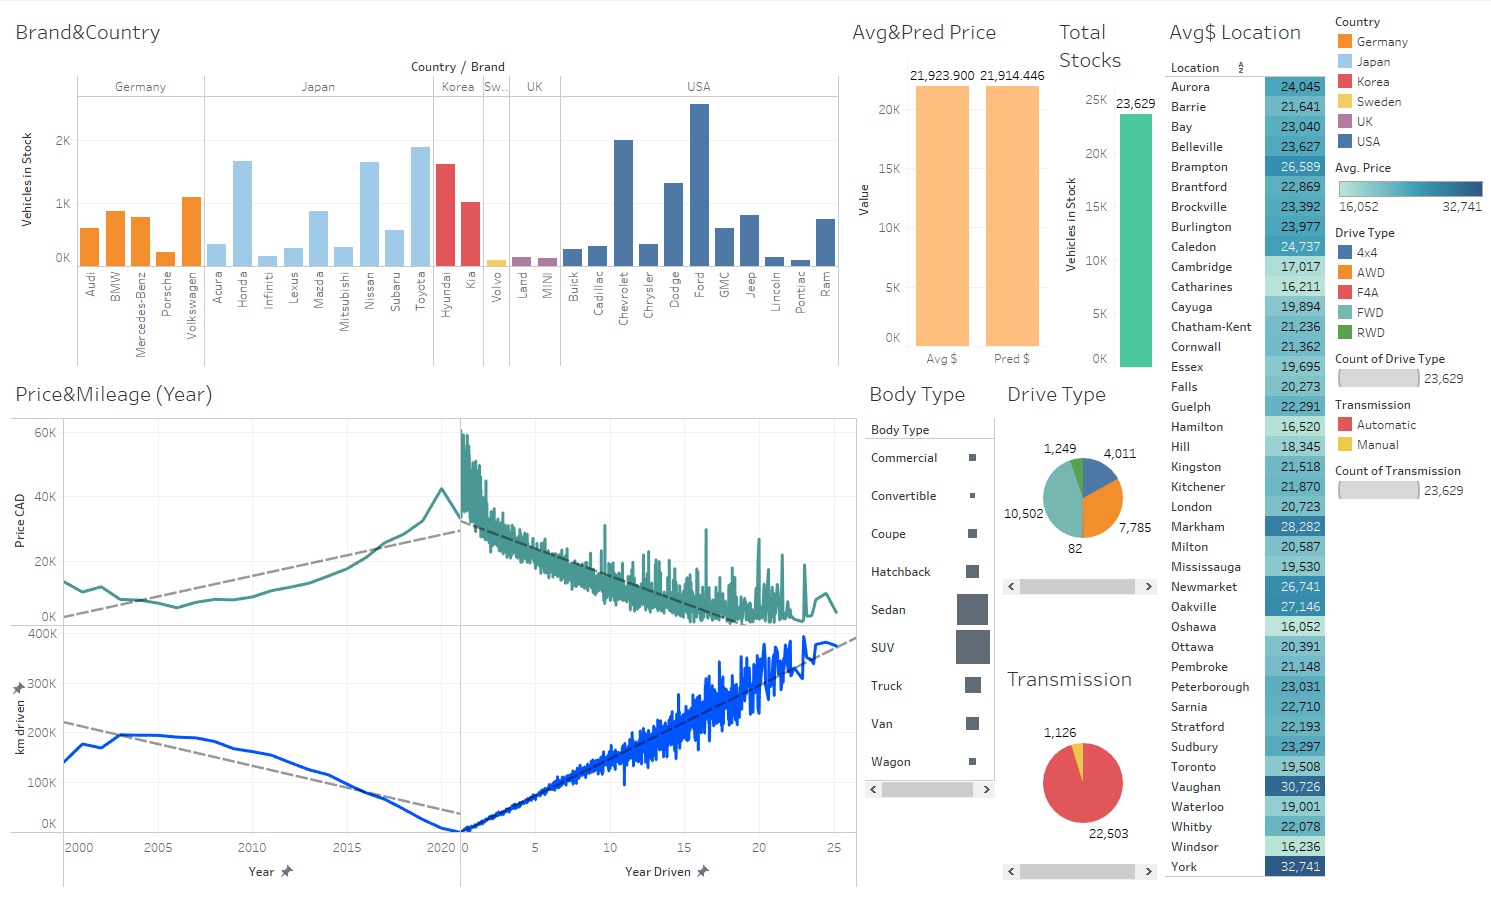 Brand&Country
Country / Brand
Germany
Japan
Korea
Sw..
UK
USA
Vehicles in Stock
2K
1K
0K
Audi
BMW
Mercedes-Benz
Porsche
Volkswagen
Acura
Honda
Infiniti
Lexus
Mazda
Mitsubishi
Nissan
Subaru
Toyota
Hyundai
Kia
Volvo
Land
MINI
Buick
Cadillac
Chevrolet
Chrysler
Dodge
Ford
GMC
Jeep
Lincoln
Pontiac
Ram
Avg&Pred Price
21,923.900 21,914.446
Value
20K
15K
10K
5K
0K
Avg $
Pred $
Total
Stocks
Vehicles in Stock
25K
20K
15K
10K
5K
0K
23,629
Avg$ Location
Location
Aurora 24,045
Barrie 21,641
Bay 23,040
Belleville 23,627
Brampton 26,589
Brantford 22,869
Brockville 23,392
Burlington 23,977
Caledon 24,737
Cambridge 17,017
Catharines 16,211
Cayuga 19,894
Chatham-Kent 21,236
Cornwall 21,362
Essex 19,695
Falls 20,273
Guelph 22,291
Hamilton 16,520
Hill 18,345
Kingston 21,518
Kitchener 21,870
London 20,723
Markham 28,282
Milton 20,587
Mississauga 19,530
Newmarket 26,741
Oakville 27,146
Oshawa 16,052
Ottawa 20,391
Pembroke 21,148
Peterborough 23,031
Sarnia 22,710
Stratford 22,193
Sudbury 23,297
Toronto 19,508
Vaughan 30,726
Waterloo 19,001
Whitby 22,078
Windsor 16,236
York 32,741
Country
Germany
Japan
Korea
Sweden
UK
USA
Avg. Price
16,052 32,741
Drive Type
4x4
AWD
F4A
FWD
RWD
Count of Drive Type
23,629
Transmission
Automatic
Manual
Count of Transmission
23,629
Price&Mileage (Year)
Price CAD
60K
40K
20K
0K
km driven
400K
300K
200K
100K
0K
2000
2005
2010
2015
2020
Year
0
5
10
15
20
25
Year Driven
Body Type
Body Type
Commercial
Convertible
Coupe
Hatchback
Sedan
SUV
Truck
Van
Wagon
Drive Type
1,249
4,011
10,502
7,785
82
Transmission
1,126
22,503